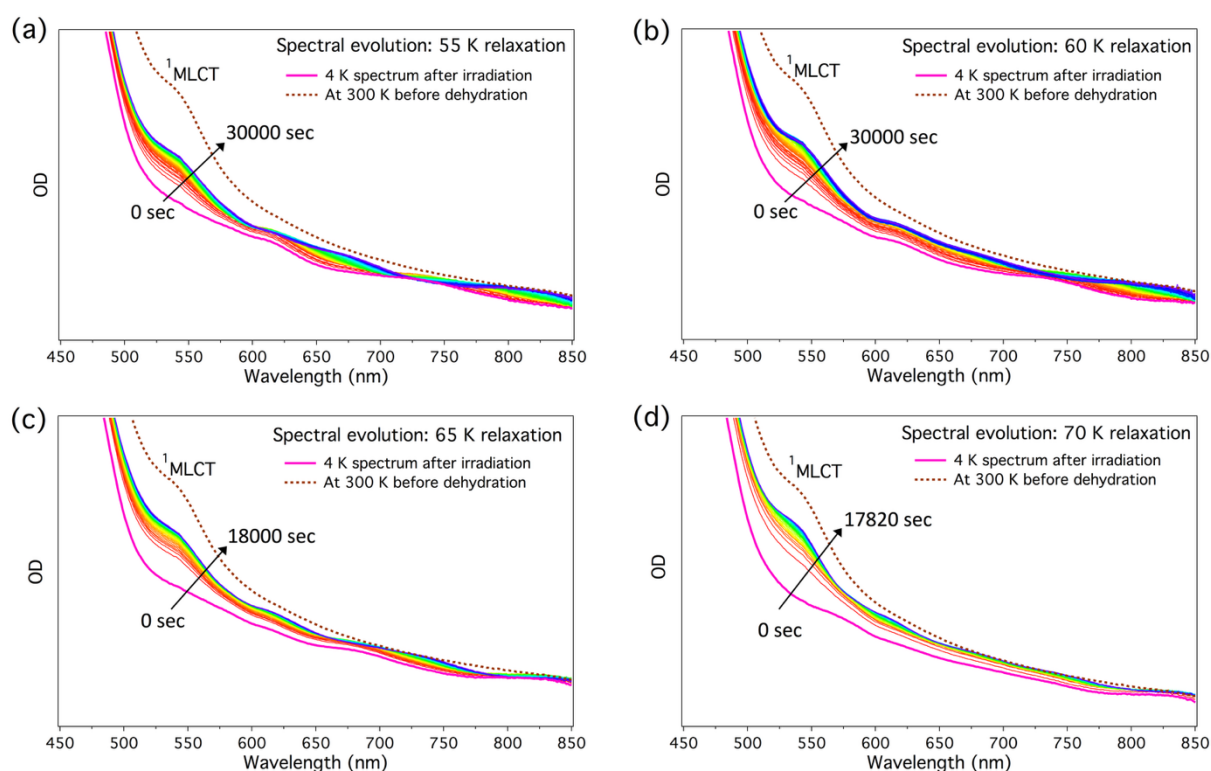 (a)
Spectral evolution: 55 K relaxation
4 K spectrum after irradiation
At 300 K before dehydration
1MLCT
30000 sec
0 sec
OD
450 500 550 600 650 700 750 800 850
Wavelength (nm)
(b)
Spectral evolution: 60 K relaxation
4 K spectrum after irradiation
At 300 K before dehydration
1MLCT
30000 sec
0 sec
OD
450 500 550 600 650 700 750 800 850
Wavelength (nm)
(c)
Spectral evolution: 65 K relaxation
4 K spectrum after irradiation
At 300 K before dehydration
1MLCT
18000 sec
0 sec
OD
450 500 550 600 650 700 750 800 850
Wavelength (nm)
(d)
Spectral evolution: 70 K relaxation
4 K spectrum after irradiation
At 300 K before dehydration
1MLCT
17820 sec
0 sec
OD
450 500 550 600 650 700 750 800 850
Wavelength (nm)